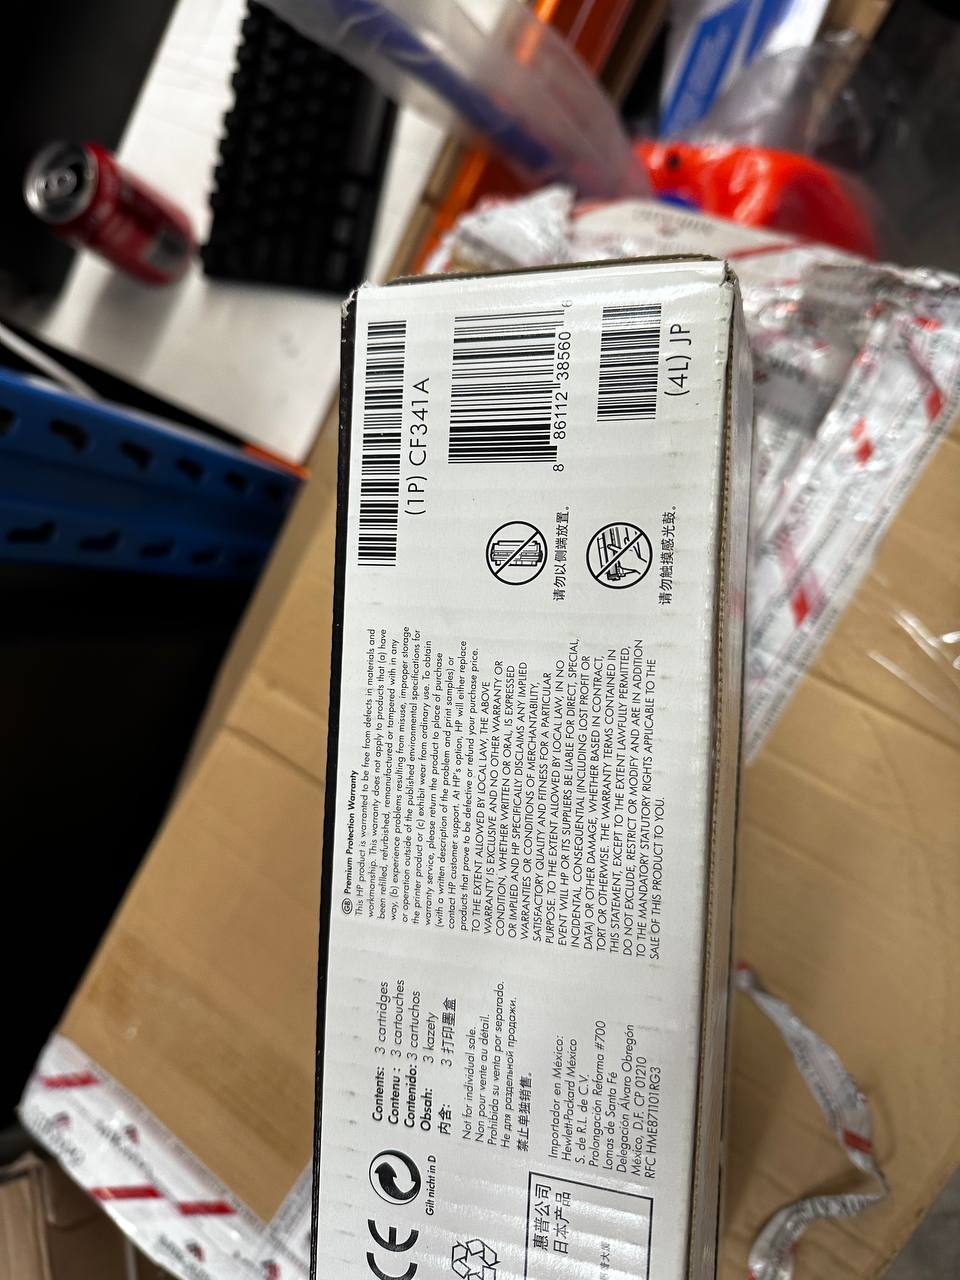 (1P) CF341A
8 86112 38560 6
(4L) JP
请勿以侧端放置。
请勿触摸感光鼓。
GB Premium Protection Warranty
This HP product is warranted to be free from defects in materials and
workmanship. This warranty does not apply to products that (a) have
been refilled, refurbished, remanufactured or tampered with in any
way, (b) experience problems resulting from misuse, improper storage
or operation outside of the published environmental specifications for
the printer product or (c) exhibit wear from ordinary use. To obtain
warranty service, please return the product to place of purchase
(with a written description of the problem and print samples) or
contact HP customer support. At HP's option, HP will either replace
products that prove to be defective or refund your purchase price.
TO THE EXTENT ALLOWED BY LOCAL LAW, THE ABOVE
WARRANTY IS EXCLUSIVE AND NO OTHER WARRANTY OR
CONDITION, WHETHER WRITTEN OR ORAL, IS EXPRESSED
OR IMPLIED AND HP SPECIFICALLY DISCLAIMS ANY IMPLIED
WARRANTIES OR CONDITIONS OF MERCHANTABILITY,
SATISFACTORY QUALITY AND FITNESS FOR A PARTICULAR
PURPOSE. TO THE EXTENT ALLOWED BY LOCAL LAW, IN NO
EVENT WILL HP OR ITS SUPPLIERS BE LIABLE FOR DIRECT, SPECIAL,
INCIDENTAL, CONSEQUENTIAL (INCLUDING LOST PROFIT OR
DATA) OR OTHER DAMAGE, WHETHER BASED IN CONTRACT,
TORT OR OTHERWISE. THE WARRANTY TERMS CONTAINED IN
THIS STATEMENT, EXCEPT TO THE EXTENT LAWFULLY PERMITTED,
DO NOT EXCLUDE, RESTRICT OR MODIFY AND ARE IN ADDITION
TO THE MANDATORY STATUTORY RIGHTS APPLICABLE TO THE
SALE OF THIS PRODUCT TO YOU.
Contents: 3 cartridges
Contenu : 3 cartouches
Contenido: 3 cartuchos
Obsah: 3 kazety
内含: 3 打印墨盒
Not for individual sale.
Non pour vente au détail.
Prohibida su venta por separado.
Не для раздельной продажи.
禁止单独销售。
Importador en México:
Hewlett-Packard México
S. de R.L. de C.V.
Prolongación Reforma #700
Lomas de Santa Fé
Delegación Álvaro Obregón
México, D.F. CP 01210
RFC HME871101RG3
CE
Gilt nicht in D
惠普公司
日本产品